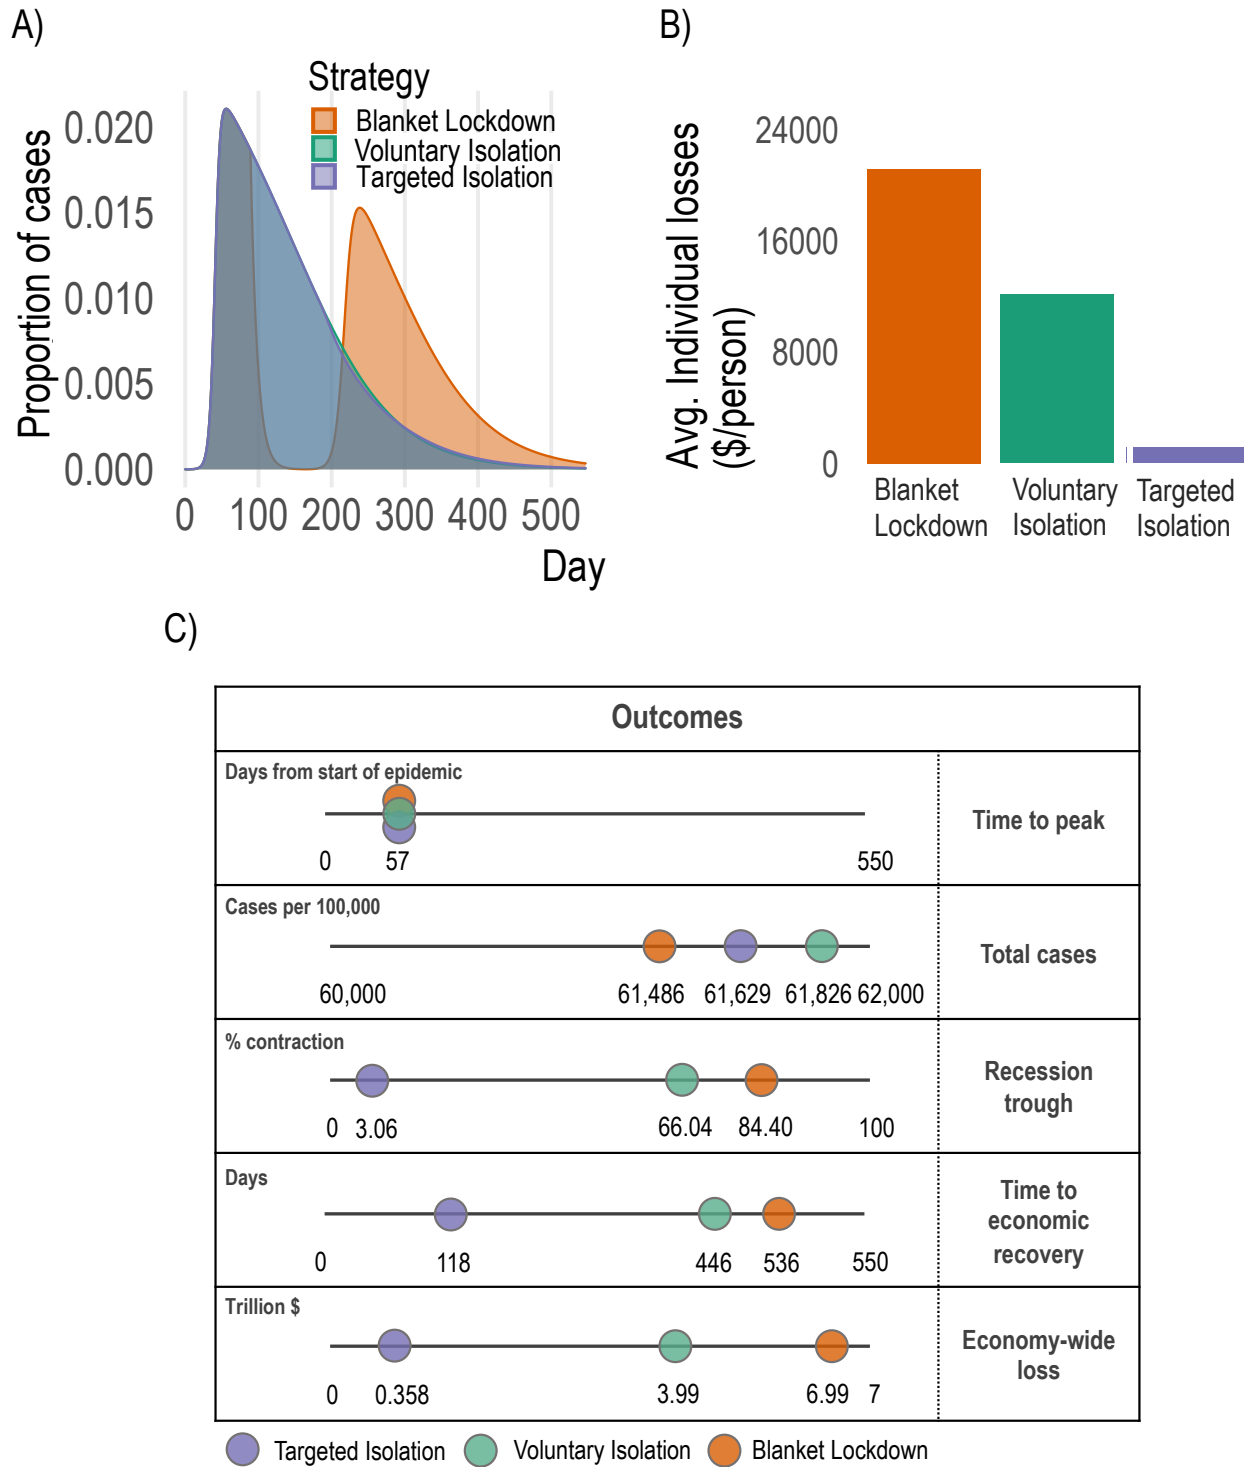 A)
Strategy
Blanket Lockdown
Voluntary Isolation
Targeted Isolation
Proportion of cases
0.020
0.015
0.010
0.005
0.000
0 100 200 300 400 500
Day
B)
Avg. Individual losses
($/person)
24000
16000
8000
0
Blanket
Lockdown
Voluntary
Isolation
Targeted
Isolation
C)
Outcomes
Days from start of epidemic
0 57 550
Time to peak
Cases per 100,000
60,000 61,486 61,629 61,826 62,000
Total cases
% contraction
0 3.06 66.04 84.40 100
Recession
trough
Days
0 118 446 536 550
Time to
economic
recovery
Trillion $
0 0.358 3.99 6.99 7
Economy-wide
loss
Targeted Isolation Voluntary Isolation Blanket Lockdown